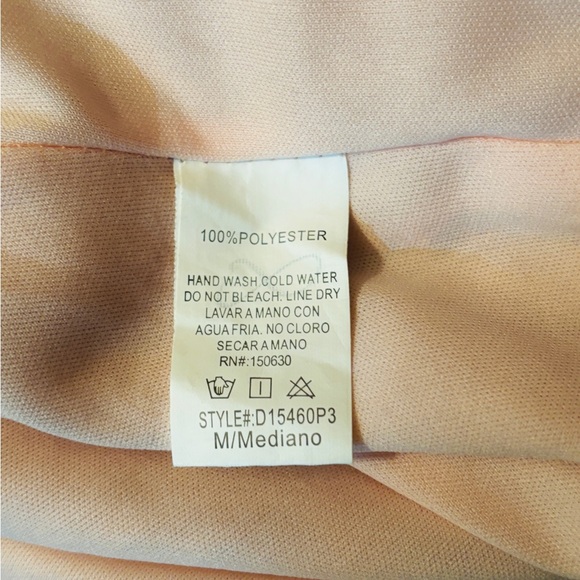 100%POLYESTER
HAND WASH COLD WATER
DO NOT BLEACH. LINE DRY
LAVAR A MANO CON
AGUA FRIA. NO CLORO
SECAR A MANO
RN#:150630
STYLE#:D15460P3
M/Mediano